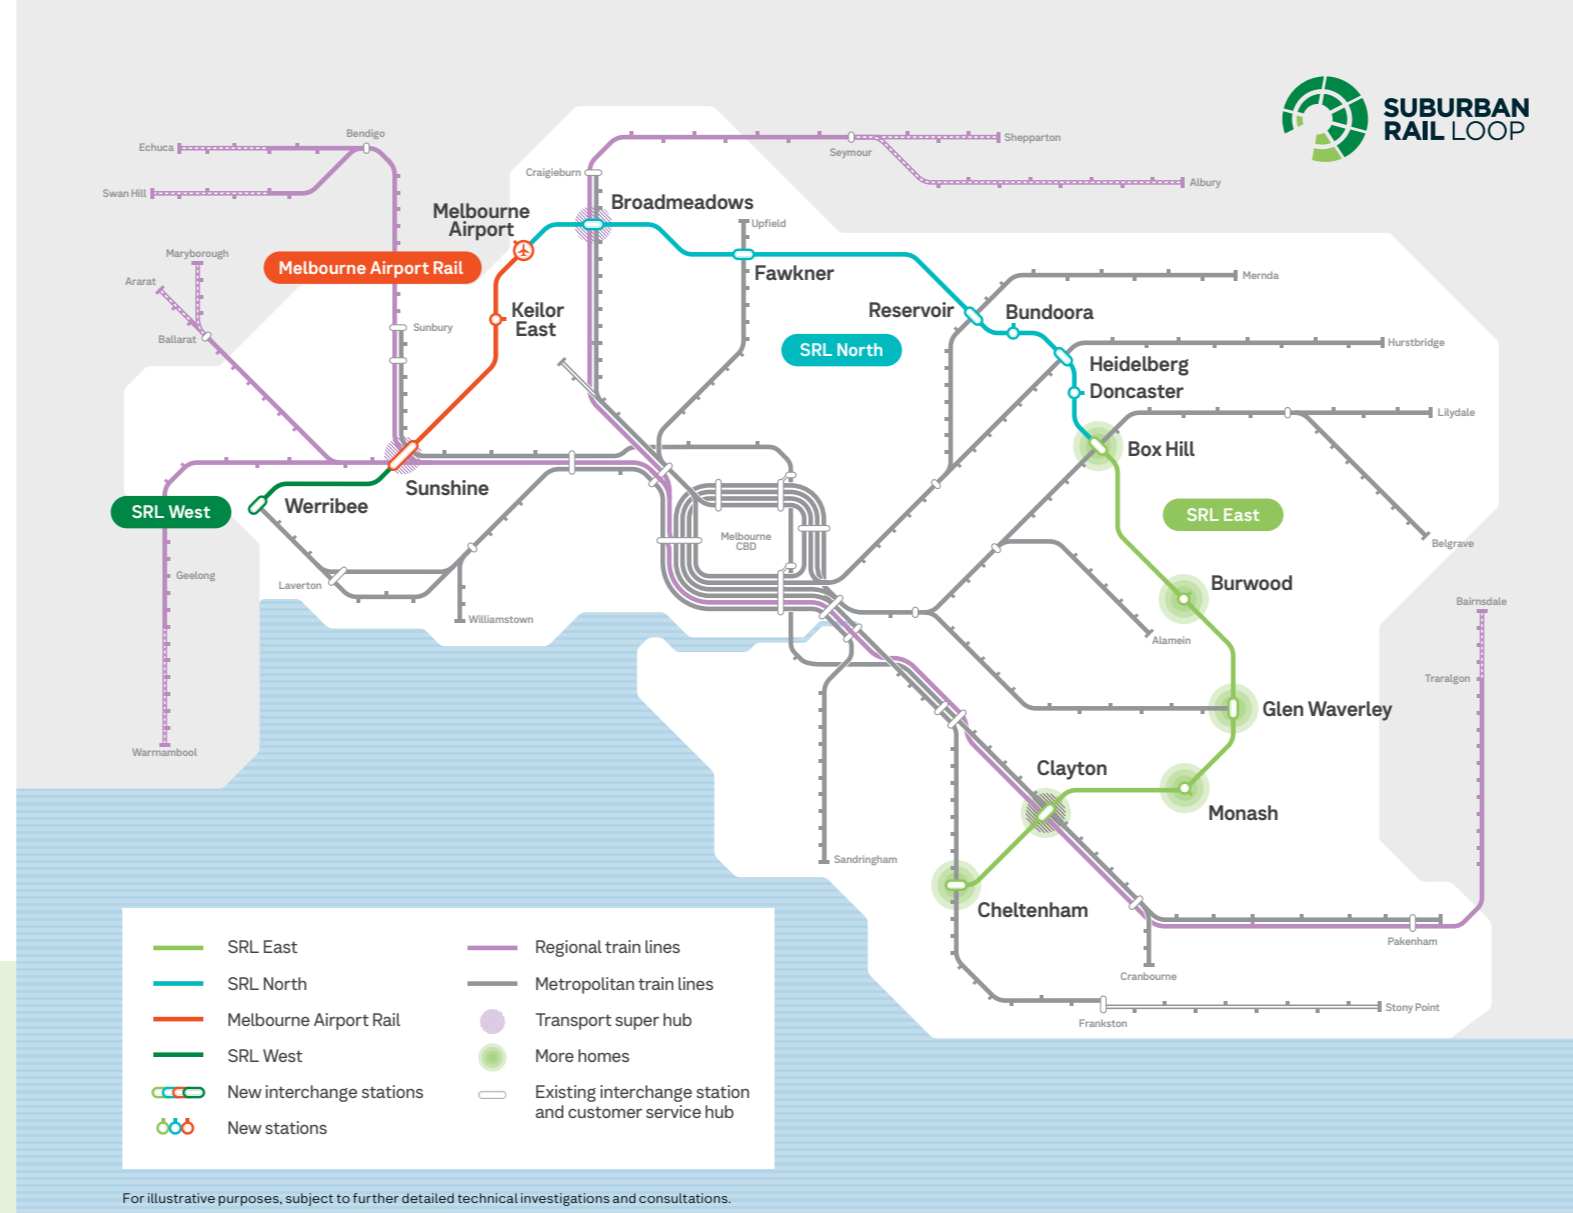 SUBURBAN
RAIL LOOP
Echuca
Bendigo
Swan Hill
Craigieburn
Seymour
Shepparton
Albury
Melbourne
Airport
Broadmeadows
Upfield
Maryborough
Ararat
Melbourne Airport Rail
Fawkner
Mernda
Ballarat
Sunbury
Keilor
East
Reservoir
Bundoora
SRL North
Hurstbridge
Heidelberg
Doncaster
Lilydale
Box Hill
Sunshine
SRL West
Werribee
SRL East
Melbourne
CBD
Belgrave
Geelong
Laverton
Burwood
Williamstown
Bairnsdale
Alamein
Traralgon
Glen Waverley
Warrnambool
Clayton
Monash
Sandringham
Cheltenham
Pakenham
Cranbourne
Stony Point
Frankston
SRL East
SRL North
Melbourne Airport Rail
SRL West
New interchange stations
New stations
Regional train lines
Metropolitan train lines
Transport super hub
More homes
Existing interchange station
and customer service hub
For illustrative purposes, subject to further detailed technical investigations and consultations.